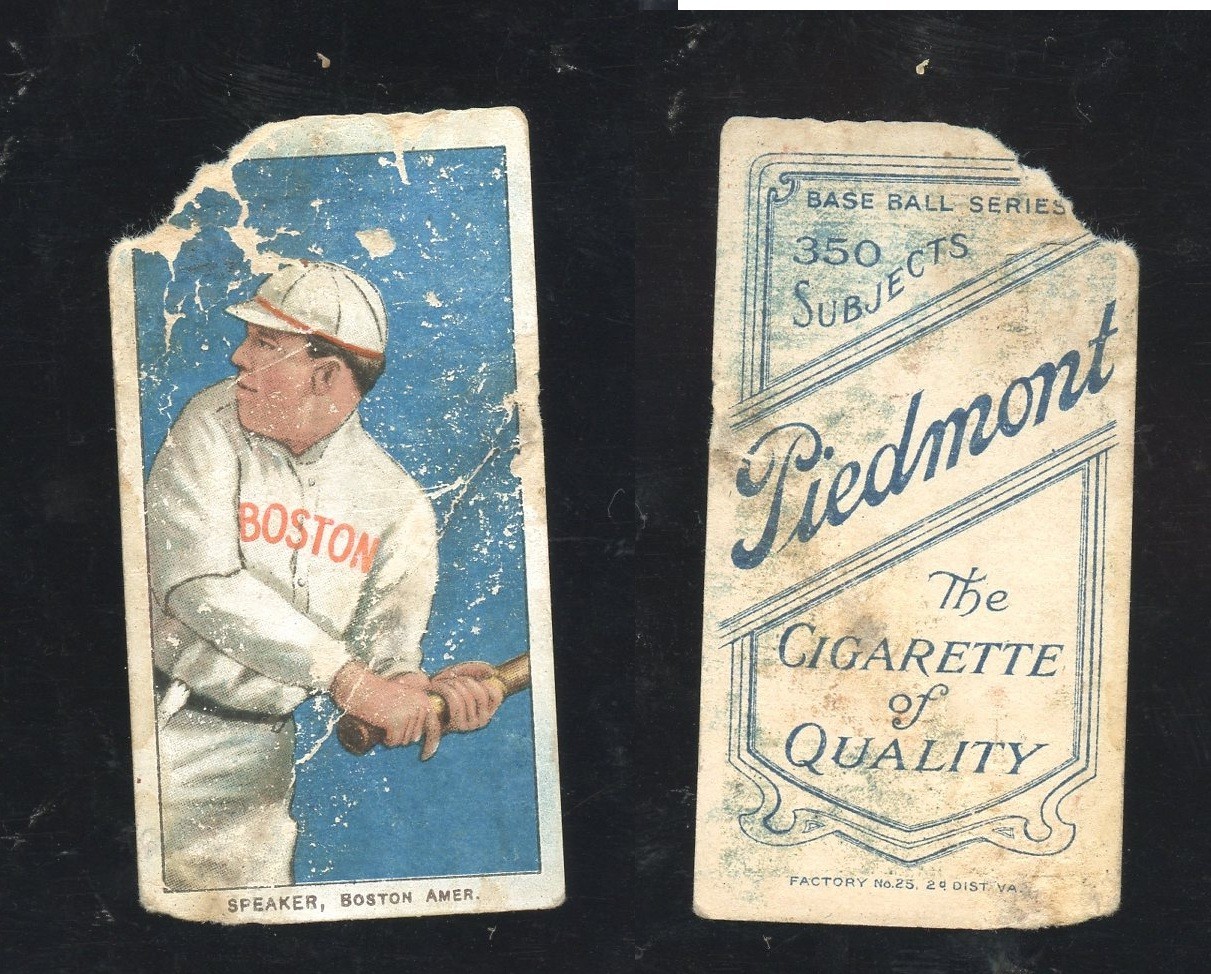 BOSTON
SPEAKER, BOSTON AMER.
BASE BALL SERIES
350
SUBJECTS
Piedmont
The
CIGARETTE
of
QUALITY
FACTORY No. 25, 2d DIST. VA.